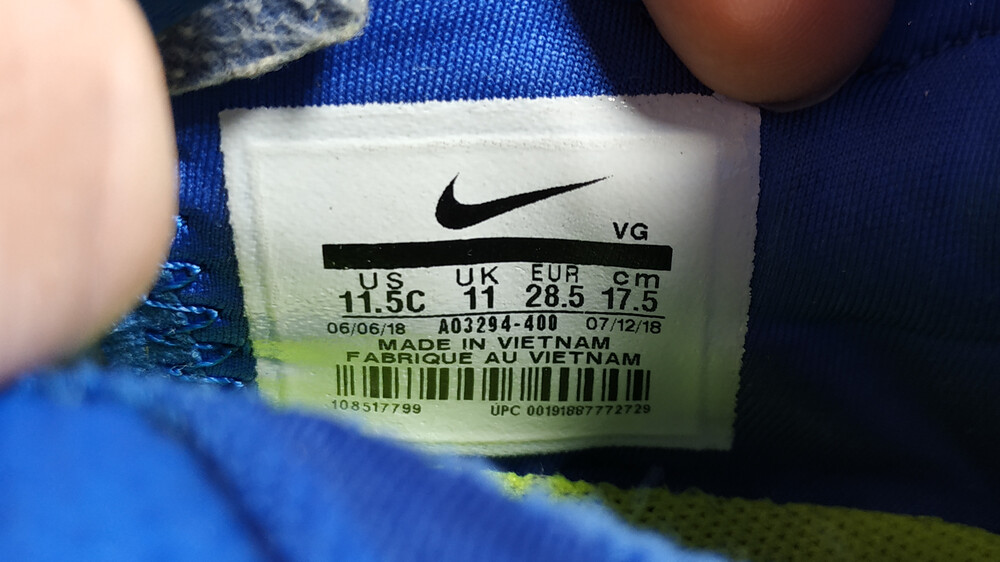 VG
US UK EUR cm
11.5C 11 28.5 17.5
06/06/18 AO3294-400 07/12/18
MADE IN VIETNAM
FABRIQUE AU VIETNAM
108517799 UPC 00191887772729